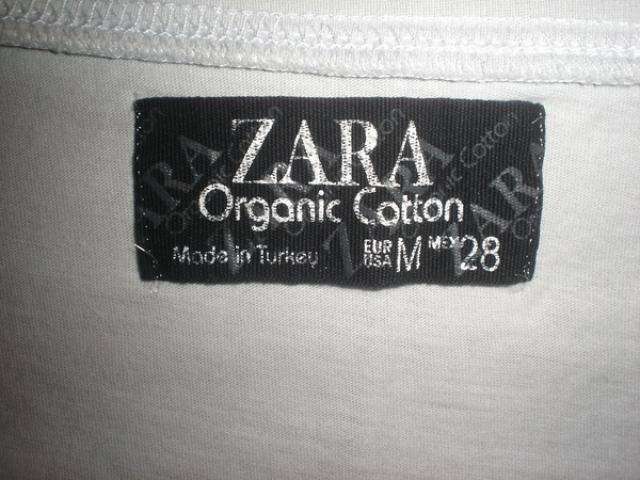 ZARA
Organic Cotton
Made in Turkey EUR USA M MEX 28